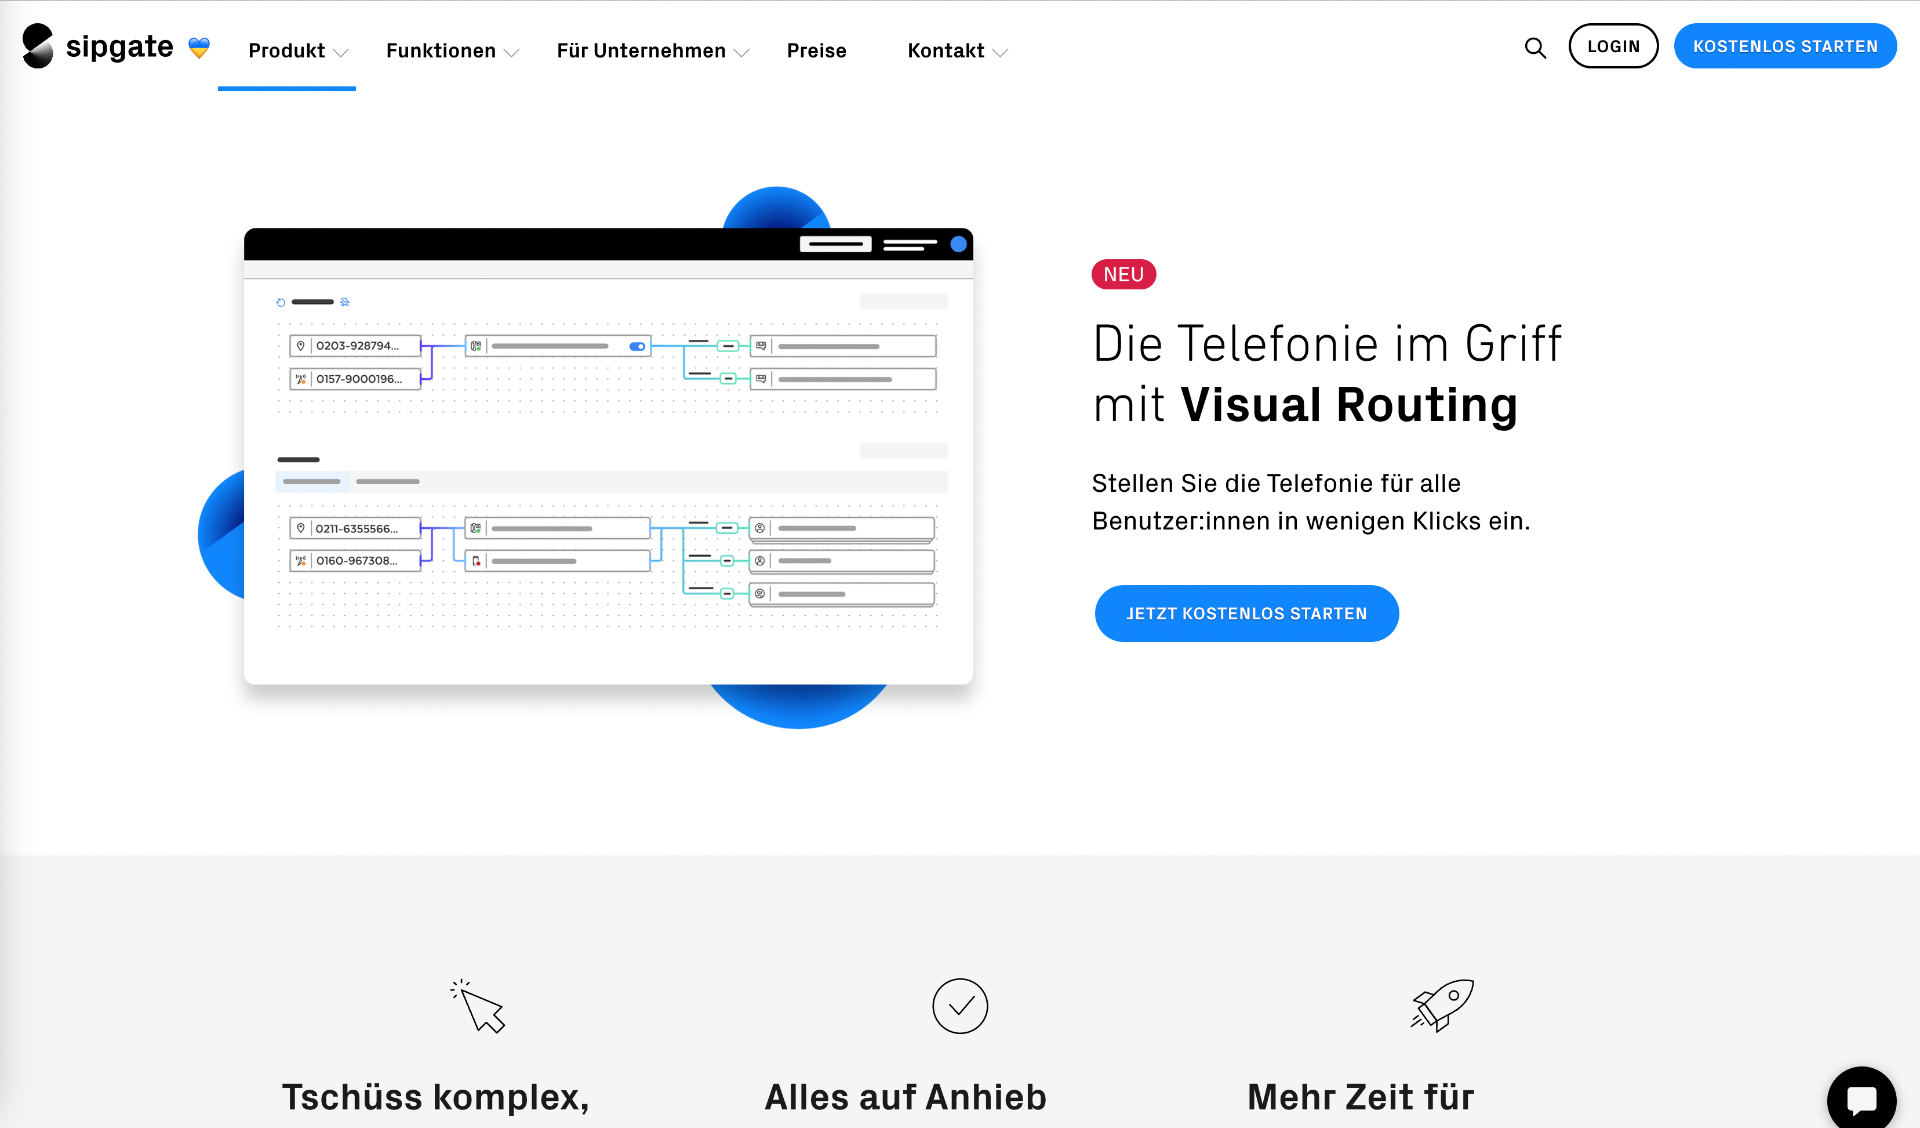 sipgate
Produkt
Funktionen
Für Unternehmen
Preise
Kontakt
LOGIN
KOSTENLOS STARTEN
0203-928794...
0157-9000196...
0211-6355566...
0160-967308...
NEU
Die Telefonie im Griff
mit Visual Routing
Stellen Sie die Telefonie für alle
Benutzer:innen in wenigen Klicks ein.
JETZT KOSTENLOS STARTEN
Tschüss komplex,
Alles auf Anhieb
Mehr Zeit für